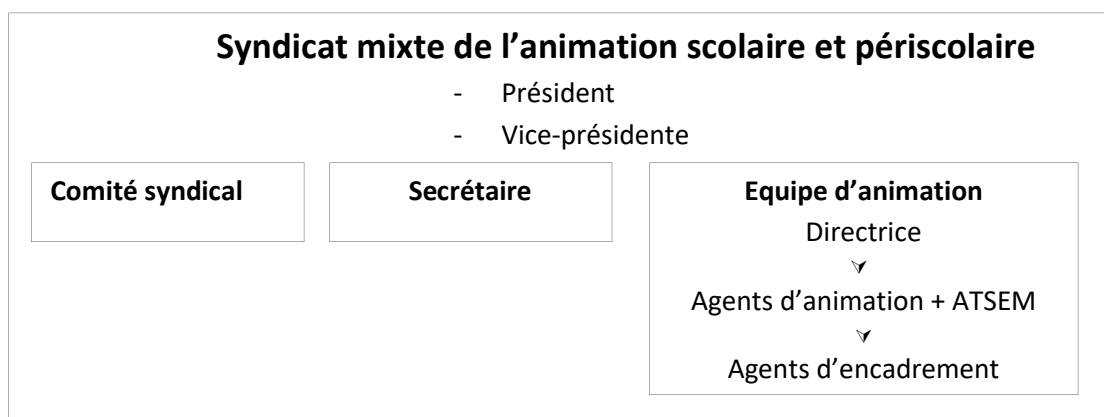 Syndicat mixte de l’animation scolaire et périscolaire
- Président
- Vice-présidente
Comité syndical
Secrétaire
Equipe d’animation
Directrice
Agents d’animation + ATSEM
Agents d’encadrement